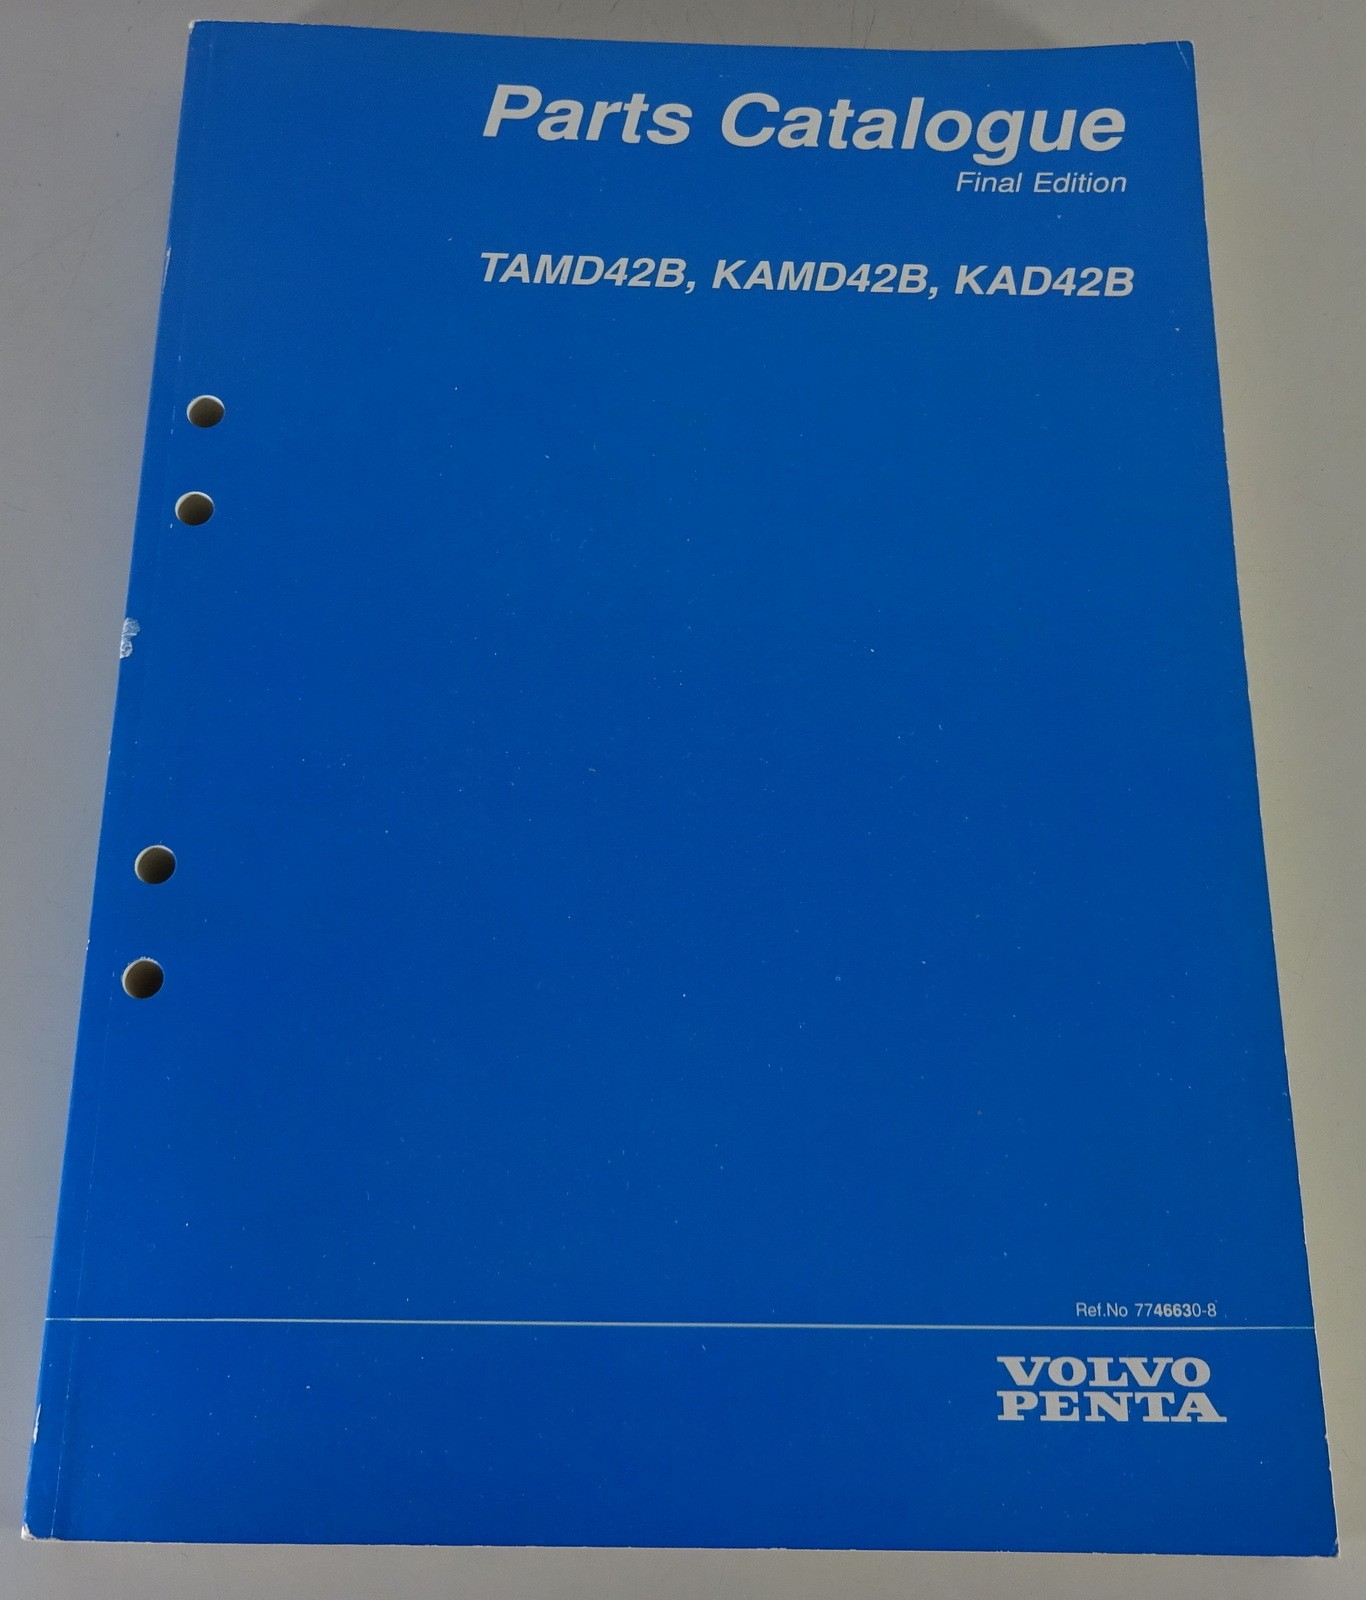 Parts Catalogue
Final Edition
TAMD42B, KAMD42B, KAD42B
Ref.No 7746630-8
VOLVO
PENTA